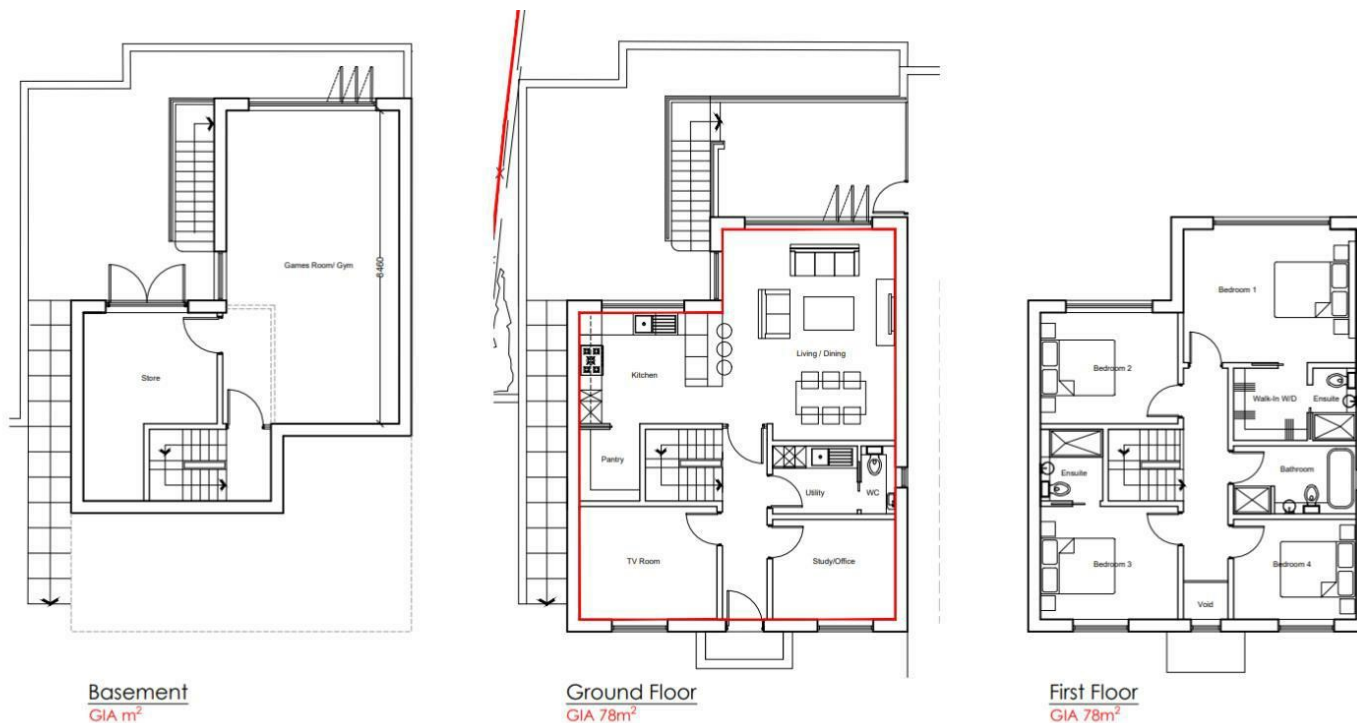 Games Room/ Gym
8460
Store
Basement
GIA m²
Living / Dining
Kitchen
Pantry
Utility
WC
TV Room
Study/Office
Ground Floor
GIA 78m²
Bedroom 1
Bedroom 2
Walk-In W/D
Ensuite
Ensuite
Bathroom
Bedroom 3
Bedroom 4
Void
First Floor
GIA 78m²